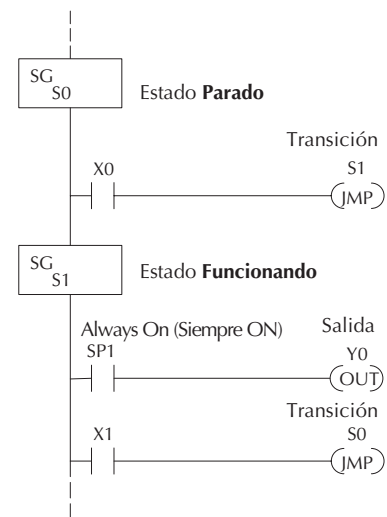 SG
S0
Estado Parado
Transición
X0
S1
JMP
SG
S1
Estado Funcionando
Always On (Siempre ON)
Salida
SP1
Y0
OUT
Transición
X1
S0
JMP